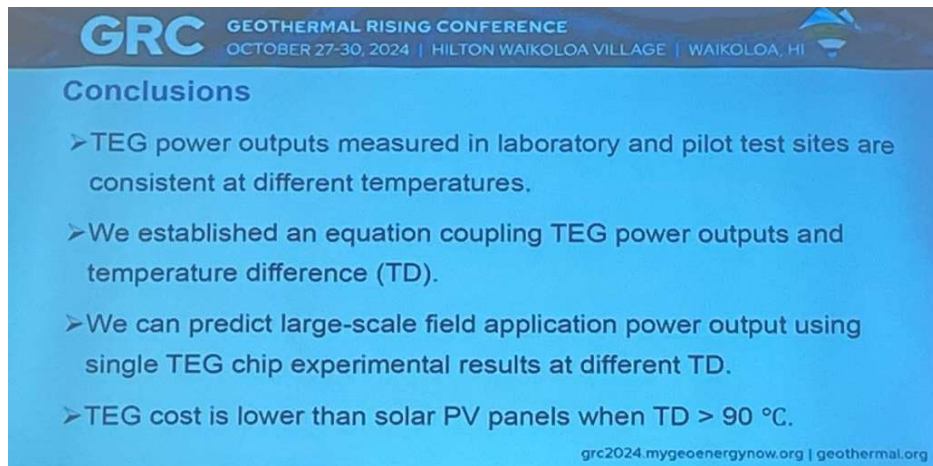 GRC
GEOTHERMAL RISING CONFERENCE
OCTOBER 27-30, 2024 | HILTON WAIKOLOA VILLAGE | WAIKOLOA, HI
Conclusions
➢TEG power outputs measured in laboratory and pilot test sites are
consistent at different temperatures.
➢We established an equation coupling TEG power outputs and
temperature difference (TD).
➢We can predict large-scale field application power output using
single TEG chip experimental results at different TD.
➢TEG cost is lower than solar PV panels when TD > 90 ℃.
grc2024.mygeoenergynow.org | geothermal.org